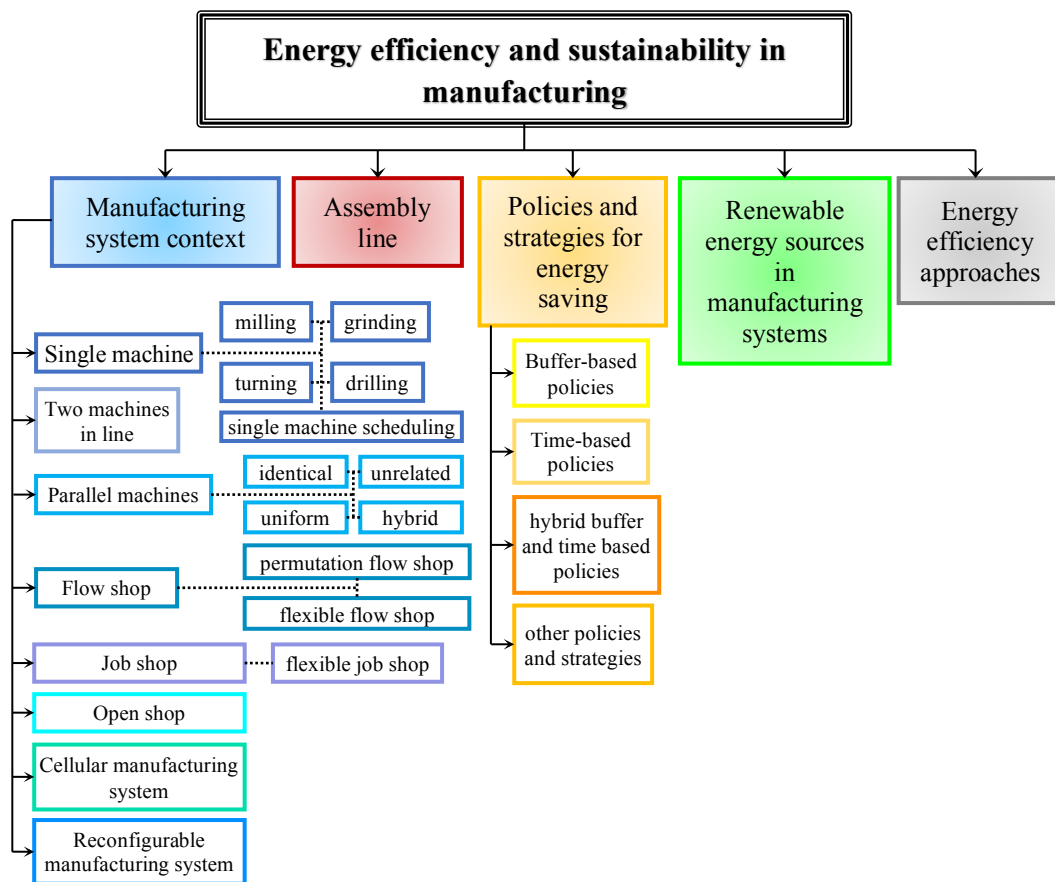 Energy efficiency and sustainability in
manufacturing
Manufacturing
system context
Assembly
line
Policies and
strategies for
energy
saving
Renewable
energy sources
in
manufacturing
systems
Energy
efficiency
approaches
Single machine
milling
grinding
turning
drilling
single machine scheduling
Two machines
in line
Parallel machines
identical
unrelated
uniform
hybrid
Flow shop
permutation flow shop
flexible flow shop
Job shop
flexible job shop
Open shop
Cellular manufacturing
system
Reconfigurable
manufacturing system
Buffer-based
policies
Time-based
policies
hybrid buffer
and time based
policies
other policies
and strategies